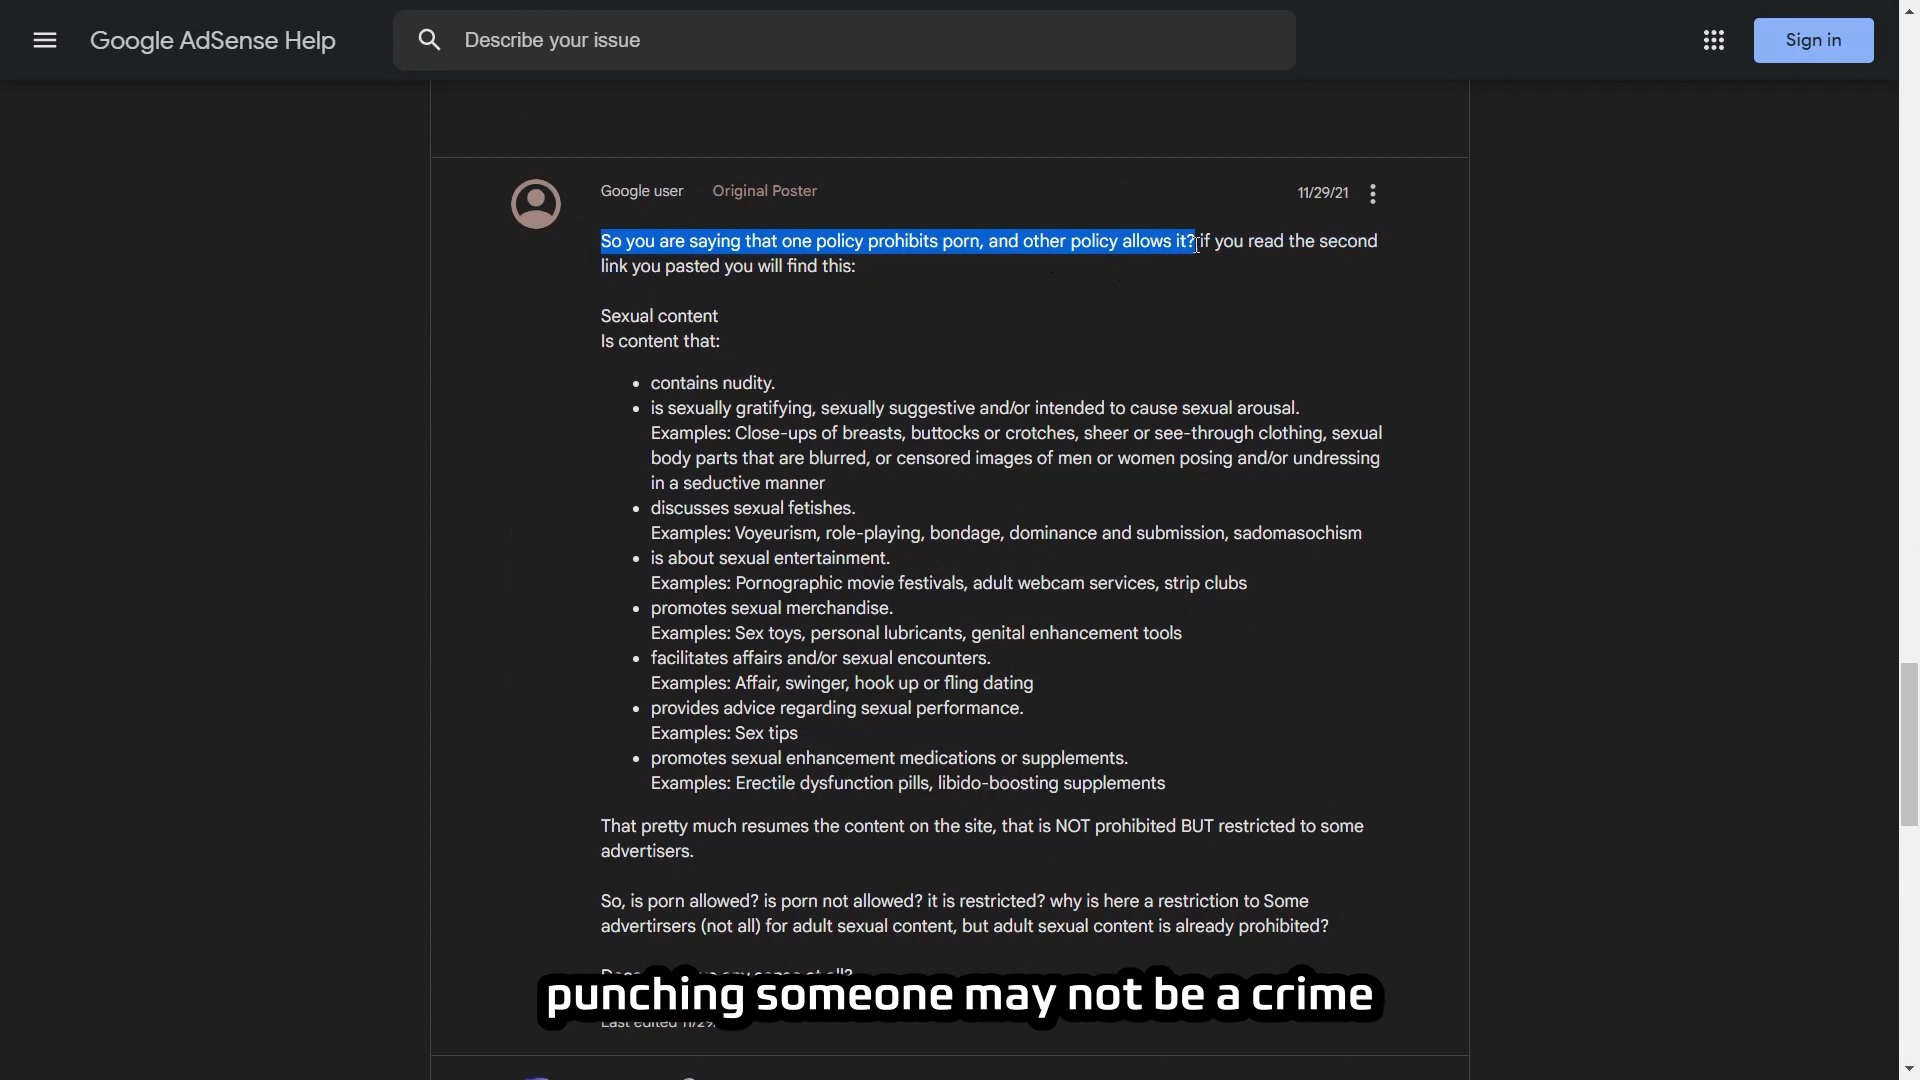 Google AdSense Help
Describe your issue
Sign in
Google user Original Poster 11/29/21
So you are saying that one policy prohibits porn, and other policy allows it? if you read the second
link you pasted you will find this:
Sexual content
Is content that:
• contains nudity.
• is sexually gratifying, sexually suggestive and/or intended to cause sexual arousal.
Examples: Close-ups of breasts, buttocks or crotches, sheer or see-through clothing, sexual
body parts that are blurred, or censored images of men or women posing and/or undressing
in a seductive manner
• discusses sexual fetishes.
Examples: Voyeurism, role-playing, bondage, dominance and submission, sadomasochism
• is about sexual entertainment.
Examples: Pornographic movie festivals, adult webcam services, strip clubs
• promotes sexual merchandise.
Examples: Sex toys, personal lubricants, genital enhancement tools
• facilitates affairs and/or sexual encounters.
Examples: Affair, swinger, hook up or fling dating
• provides advice regarding sexual performance.
Examples: Sex tips
• promotes sexual enhancement medications or supplements.
Examples: Erectile dysfunction pills, libido-boosting supplements
That pretty much resumes the content on the site, that is NOT prohibited BUT restricted to some
advertisers.
So, is porn allowed? is porn not allowed? it is restricted? why is here a restriction to Some
advertirsers (not all) for adult sexual content, but adult sexual content is already prohibited?
punching someone may not be a crime
Last edited